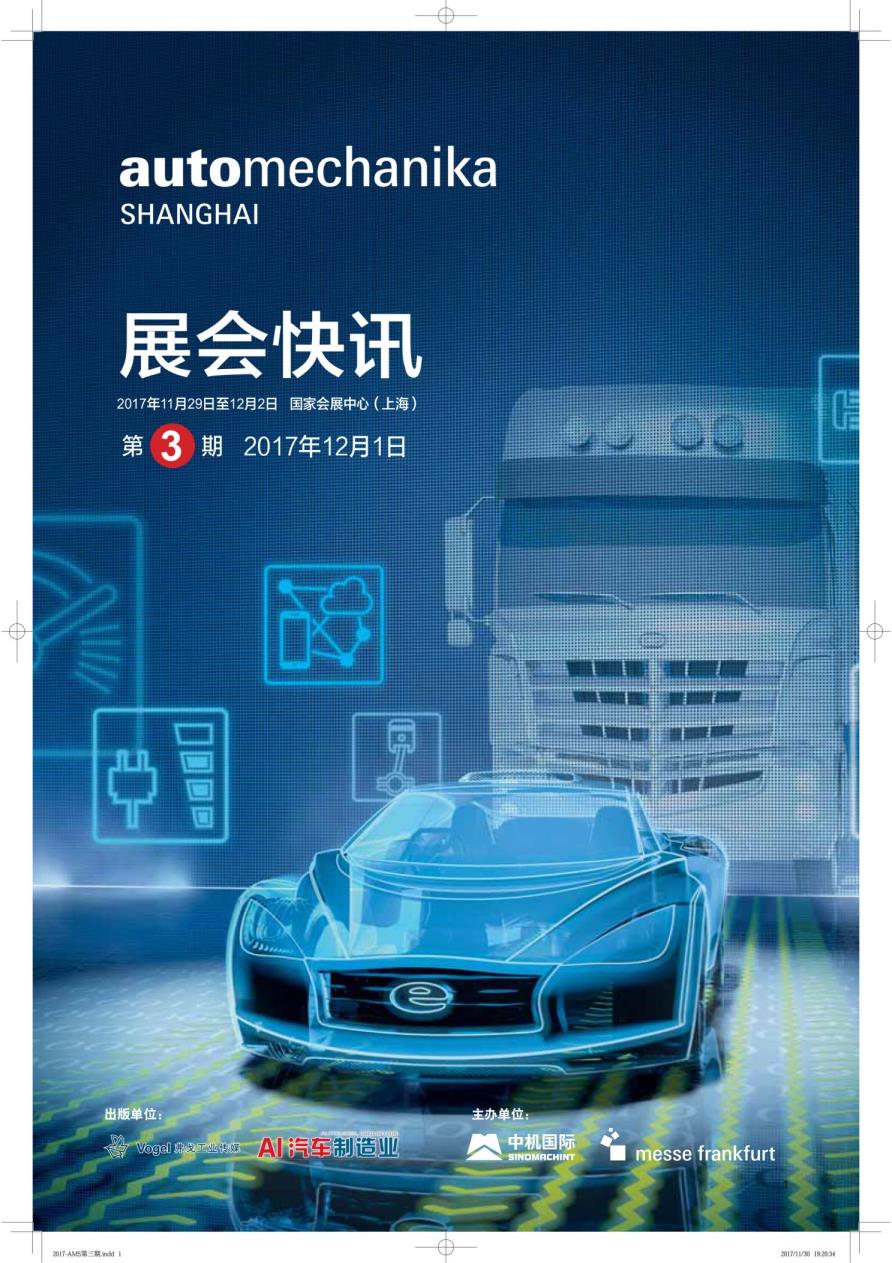 automechanika
SHANGHAI
展会快讯
2017年11月29日至12月2日 国家会展中心（上海）
第 3 期 2017年12月1日
e
出版单位：
主办单位：
Vogel 弗戈工业传媒
AI 汽车制造业
中机国际
SINOMACHINT
messe frankfurt
2017-AMS第三期.indd 1
2017/11/30 19:20:34